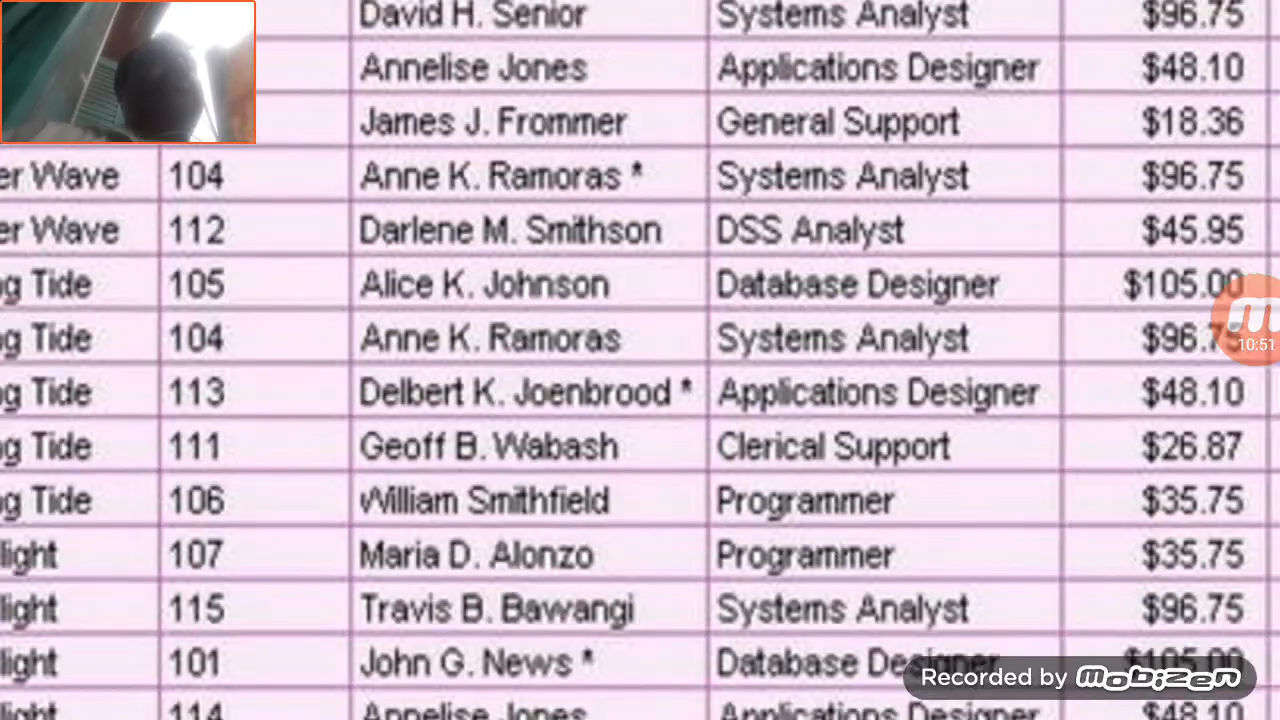 David H. Senior Systems Analyst $96.75
Annelise Jones Applications Designer $48.10
James J. Frommer General Support $18.36
er Wave 104 Anne K. Ramoras * Systems Analyst $96.75
er Wave 112 Darlene M. Smithson DSS Analyst $45.95
g Tide 105 Alice K. Johnson Database Designer $105.00
g Tide 104 Anne K. Ramoras Systems Analyst $96.75
g Tide 113 Delbert K. Joenbrood * Applications Designer $48.10
g Tide 111 Geoff B. Wabash Clerical Support $26.87
g Tide 106 William Smithfield Programmer $35.75
light 107 Maria D. Alonzo Programmer $35.75
light 115 Travis B. Bawangi Systems Analyst $96.75
light 101 John G. News * Database Designer $105.00
light 114 Annelise Jones Applications Designer $48.10
10:51
Recorded by mobizen